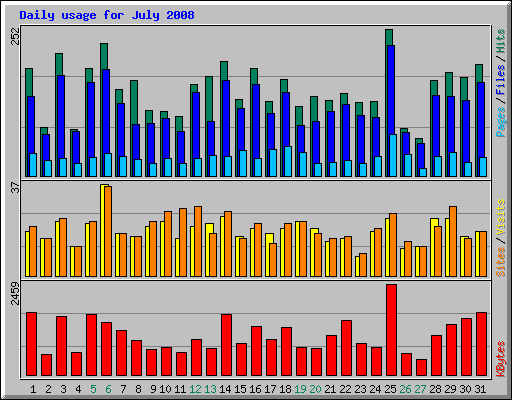 Daily usage for July 2008
252
Pages / Files / Hits
37
Sites / Visits
2459
KBytes
1 2 3 4 5 6 7 8 9 10 11 12 13 14 15 16 17 18 19 20 21 22 23 24 25 26 27 28 29 30 31